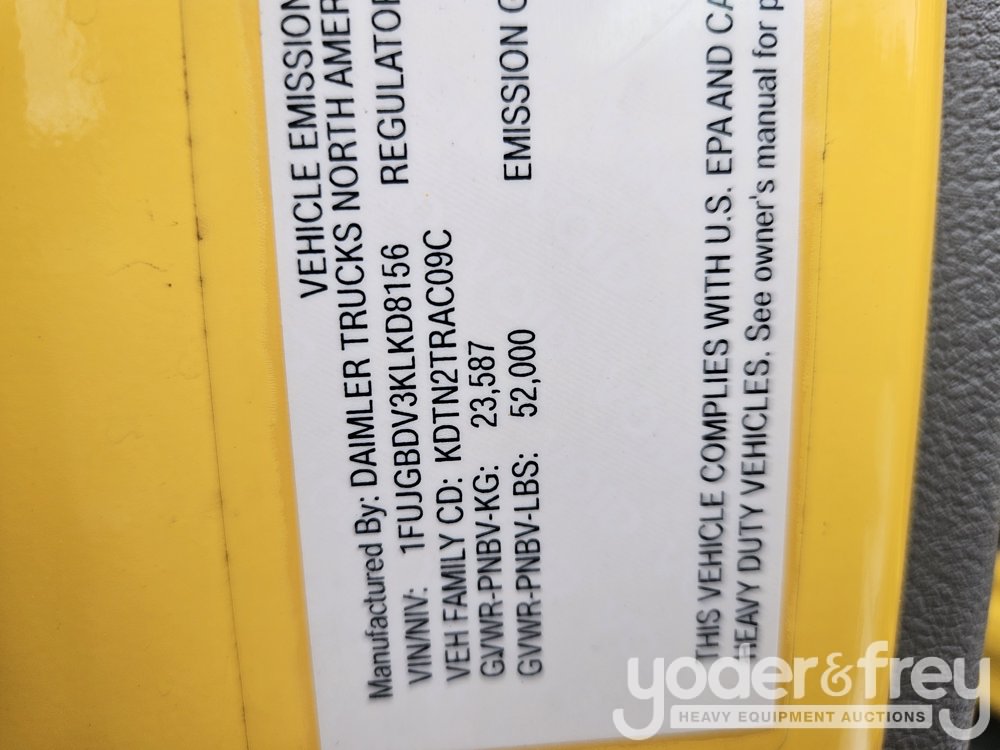 VEHICLE EMISSION
Manufactured By: DAIMLER TRUCKS NORTH AMER
VIN/NIV: 1FUJGBDV3KLKD8156 REGULATOR
VEH FAMILY CD: KDTN2TRAC09C
GVWR-PNBV-KG: 23,587
GVWR-PNBV-LBS: 52,000 EMISSION
THIS VEHICLE COMPLIES WITH U.S. EPA AND CA
HEAVY DUTY VEHICLES. See owner's manual for p
yoder&frey
HEAVY EQUIPMENT AUCTIONS